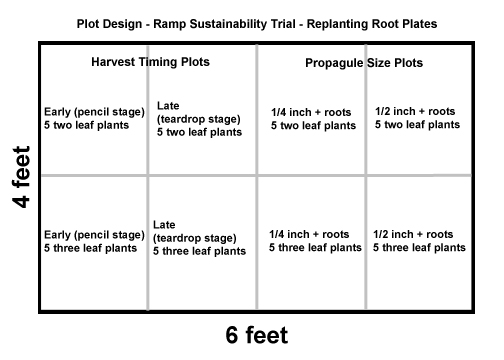 Plot Design - Ramp Sustainability Trial - Replanting Root Plates
Harvest Timing Plots
Propagule Size Plots
Early (pencil stage)
5 two leaf plants
Late
(teardrop stage)
5 two leaf plants
1/4 inch + roots
5 two leaf plants
1/2 inch + roots
5 two leaf plants
4 feet
Early (pencil stage)
5 three leaf plants
Late
(teardrop stage)
5 three leaf plants
1/4 inch + roots
5 three leaf plants
1/2 inch + roots
5 three leaf plants
6 feet